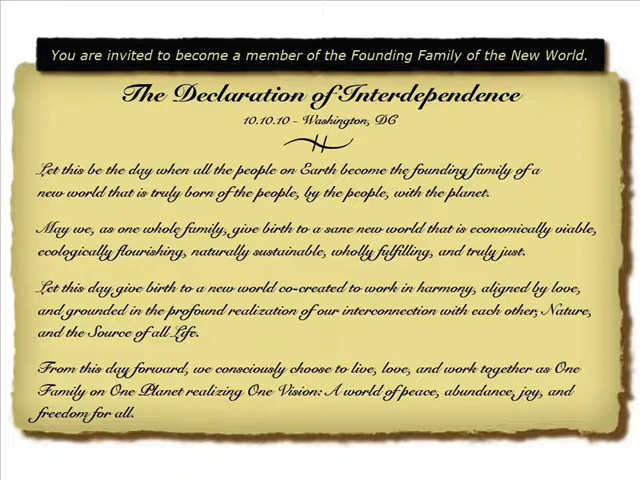 You are invited to become a member of the Founding Family of the New World.
The Declaration of Interdependence
10.10.10 - Washington, DC
Let this be the day when all the people on Earth become the founding family of a
new world that is truly born of the people, by the people, with the planet.
May we, as one whole family, give birth to a sane new world that is economically viable,
ecologically flourishing, naturally sustainable, wholly fulfilling, and truly just.
Let this day give birth to a new world co-created to work in harmony, aligned by love,
and grounded in the profound realization of our interconnection with each other, Nature,
and the Source of all Life.
From this day forward, we consciously choose to live, love, and work together as One
Family on One Planet realizing One Vision: A world of peace, abundance, joy, and
freedom for all.